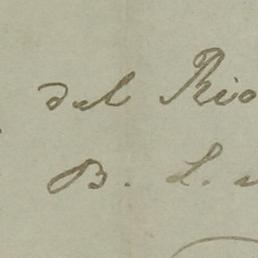 del Rio
B. L.